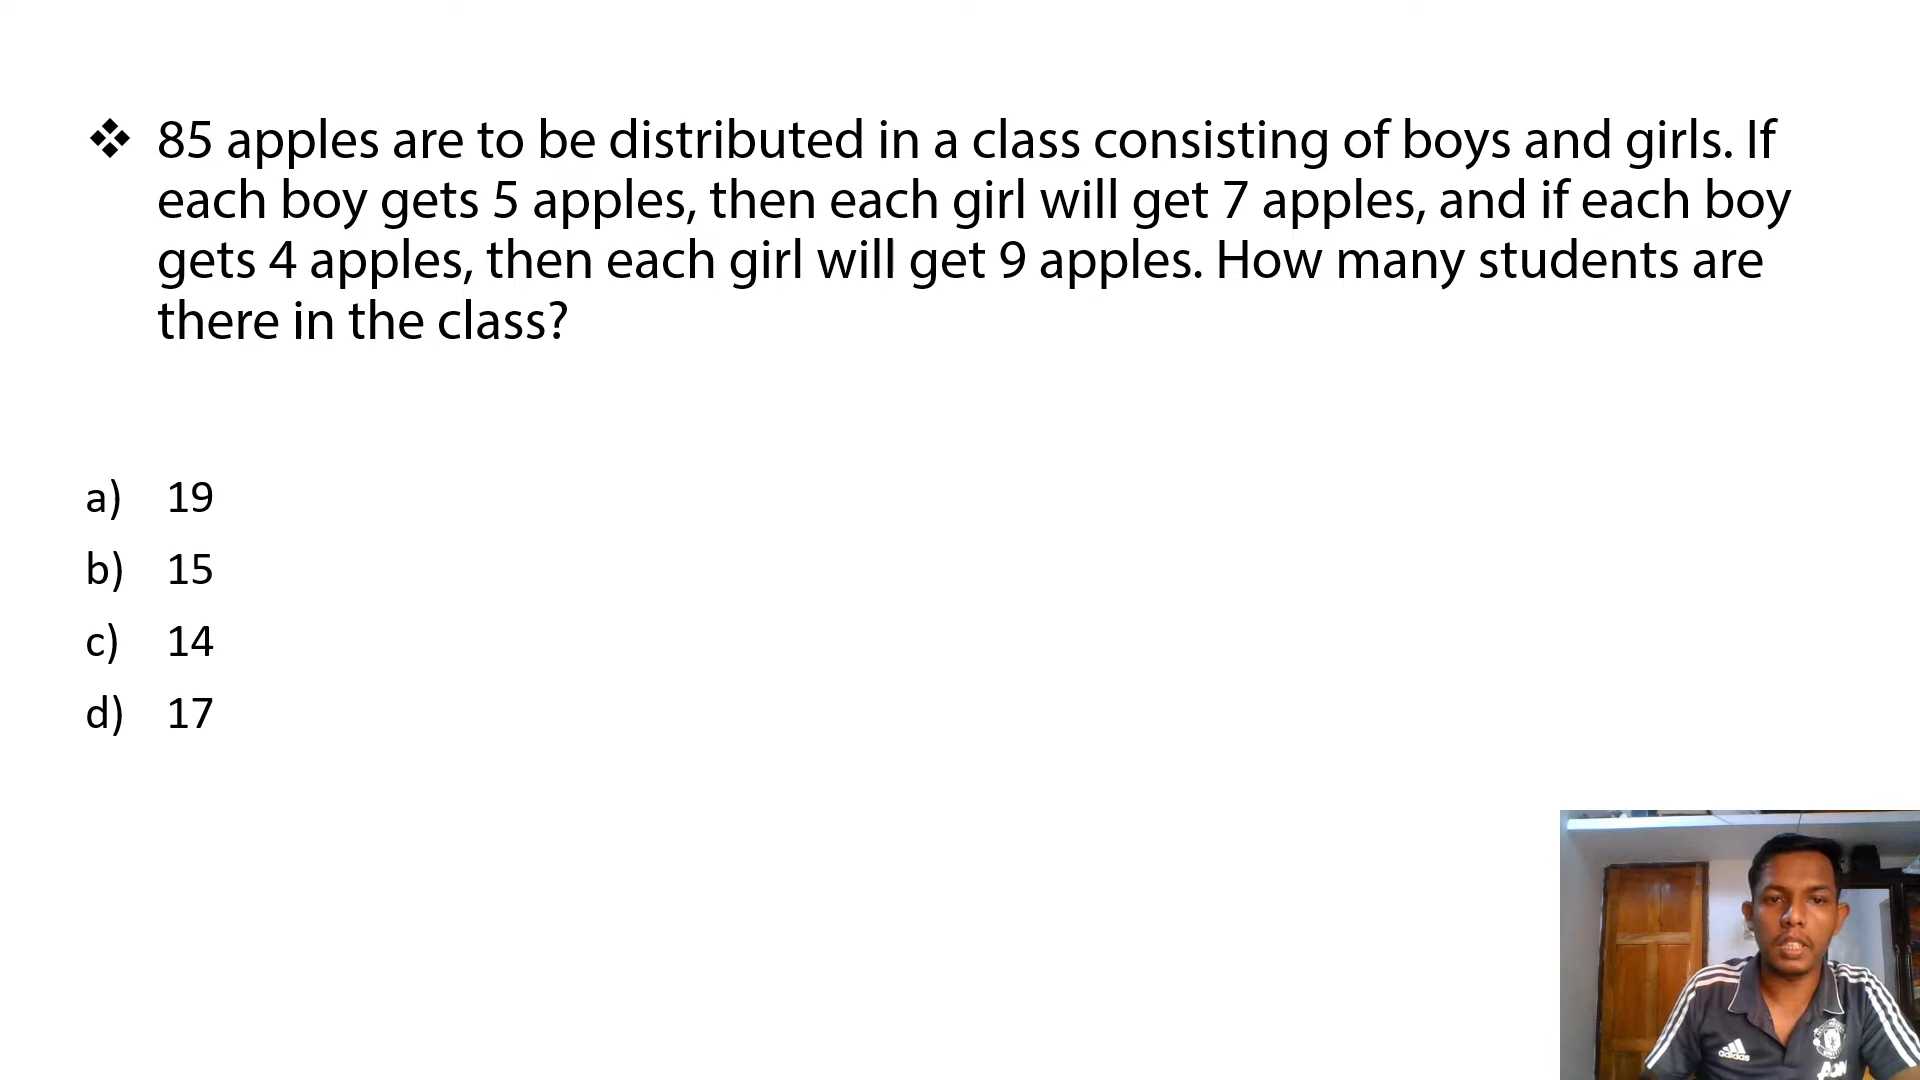 ❖ 85 apples are to be distributed in a class consisting of boys and girls. If
each boy gets 5 apples, then each girl will get 7 apples, and if each boy
gets 4 apples, then each girl will get 9 apples. How many students are
there in the class?
a) 19
b) 15
c) 14
d) 17
adidas